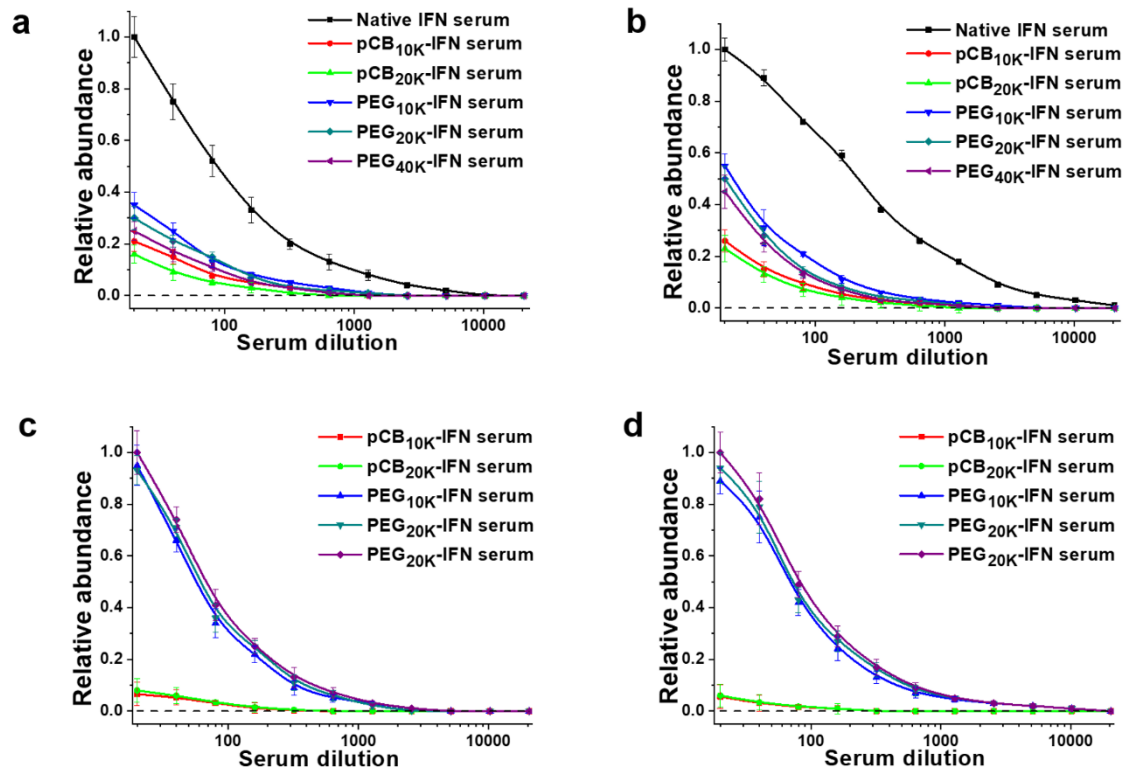 a
Native IFN serum
pCB10K-IFN serum
pCB20K-IFN serum
PEG10K-IFN serum
PEG20K-IFN serum
PEG40K-IFN serum
Relative abundance
1.0
0.8
0.6
0.4
0.2
0.0
100
1000
10000
Serum dilution
b
Native IFN serum
pCB10K-IFN serum
pCB20K-IFN serum
PEG10K-IFN serum
PEG20K-IFN serum
PEG40K-IFN serum
Relative abundance
1.0
0.8
0.6
0.4
0.2
0.0
100
1000
10000
Serum dilution
c
pCB10K-IFN serum
pCB20K-IFN serum
PEG10K-IFN serum
PEG20K-IFN serum
PEG20K-IFN serum
Relative abundance
1.0
0.8
0.6
0.4
0.2
0.0
100
1000
10000
Serum dilution
d
pCB10K-IFN serum
pCB20K-IFN serum
PEG10K-IFN serum
PEG20K-IFN serum
PEG20K-IFN serum
Relative abundance
1.0
0.8
0.6
0.4
0.2
0.0
100
1000
10000
Serum dilution